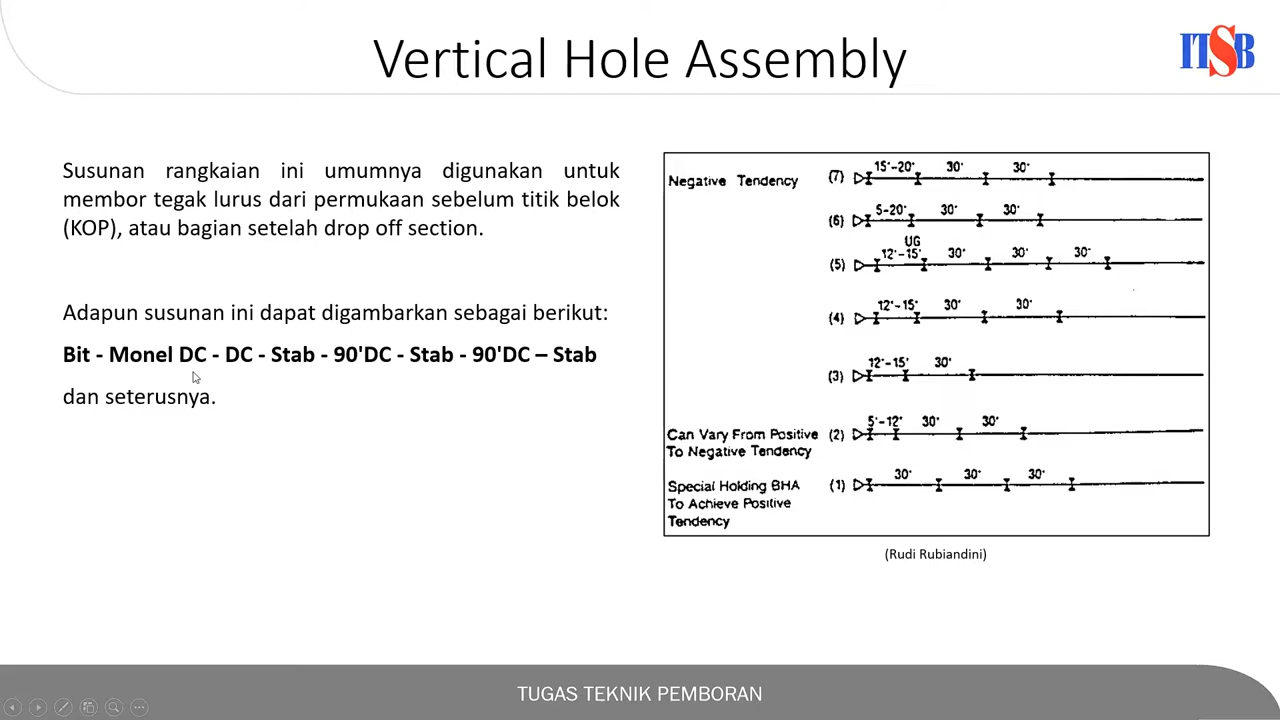 Vertical Hole Assembly
ITSB
Susunan rangkaian ini umumnya digunakan untuk
membor tegak lurus dari permukaan sebelum titik belok
(KOP), atau bagian setelah drop off section.
Adapun susunan ini dapat digambarkan sebagai berikut:
Bit - Monel DC - DC - Stab - 90'DC - Stab - 90'DC – Stab
dan seterusnya.
Negative Tendency (7) 15'-20' 30' 30'
(6) 5-20' 30' 30'
UG
(5) 12'-15' 30' 30' 30'
(4) 12'-15' 30' 30'
(3) 12'-15' 30'
Can Vary From Positive (2) 5'-12' 30' 30'
To Negative Tendency
Special Holding BHA (1) 30' 30' 30'
To Achieve Positive
Tendency
(Rudi Rubiandini)
TUGAS TEKNIK PEMBORAN